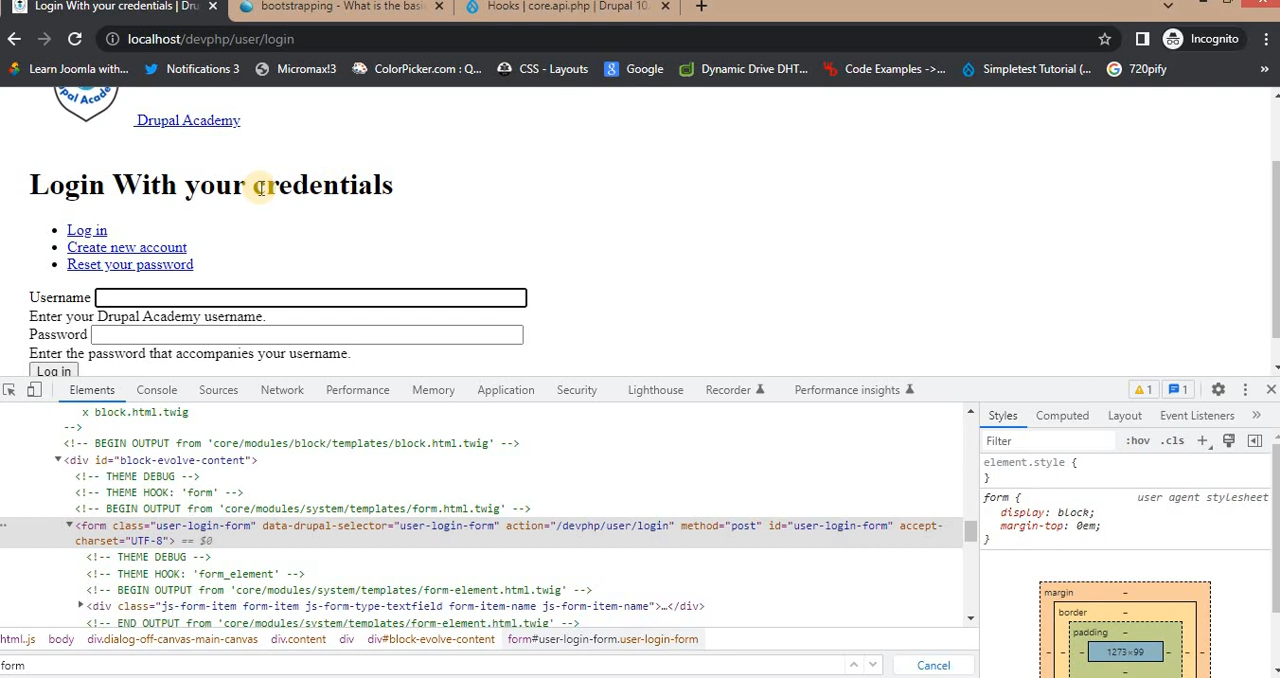 Login With your credentials | Dru
bootstrapping - What is the basi
Hooks | core.api.php | Drupal 10.
localhost/devphp/user/login
Incognito
Learn Joomla with...
Notifications 3
Micromax!3
ColorPicker.com : Q...
CSS - Layouts
Google
Dynamic Drive DHT...
Code Examples ->...
Simpletest Tutorial (...
720pify
»
Drupal Academy
Login With your credentials
Log in
Create new account
Reset your password
Username
Enter your Drupal Academy username.
Password
Enter the password that accompanies your username.
Log in
Elements Console Sources Network Performance Memory Application Security Lighthouse Recorder Performance insights
1
1
x block.html.twig
-->
<!-- BEGIN OUTPUT from 'core/modules/block/templates/block.html.twig' -->
<div id="block-evolve-content">
<!-- THEME DEBUG -->
<!-- THEME HOOK: 'form' -->
<!-- BEGIN OUTPUT from 'core/modules/system/templates/form.html.twig' -->
<form class="user-login-form" data-drupal-selector="user-login-form" action="/devphp/user/login" method="post" id="user-login-form" accept-
charset="UTF-8"> == $0
<!-- THEME DEBUG -->
<!-- THEME HOOK: 'form_element' -->
<!-- BEGIN OUTPUT from 'core/modules/system/templates/form-element.html.twig' -->
<div class="js-form-item form-item js-form-type-textfield form-item-name js-form-item-name">…</div>
<!-- END OUTPUT from 'core/modules/system/templates/form-element.html.twig' -->
html.js body div.dialog-off-canvas-main-canvas div.content div div#block-evolve-content form#user-login-form.user-login-form
form
Cancel
Styles Computed Layout Event Listeners »
Filter
:hov .cls +
element.style {
}
form {
user agent stylesheet
display: block;
margin-top: 0em;
}
margin
-
border
-
padding
-
- - - 1273×99 - - -
-